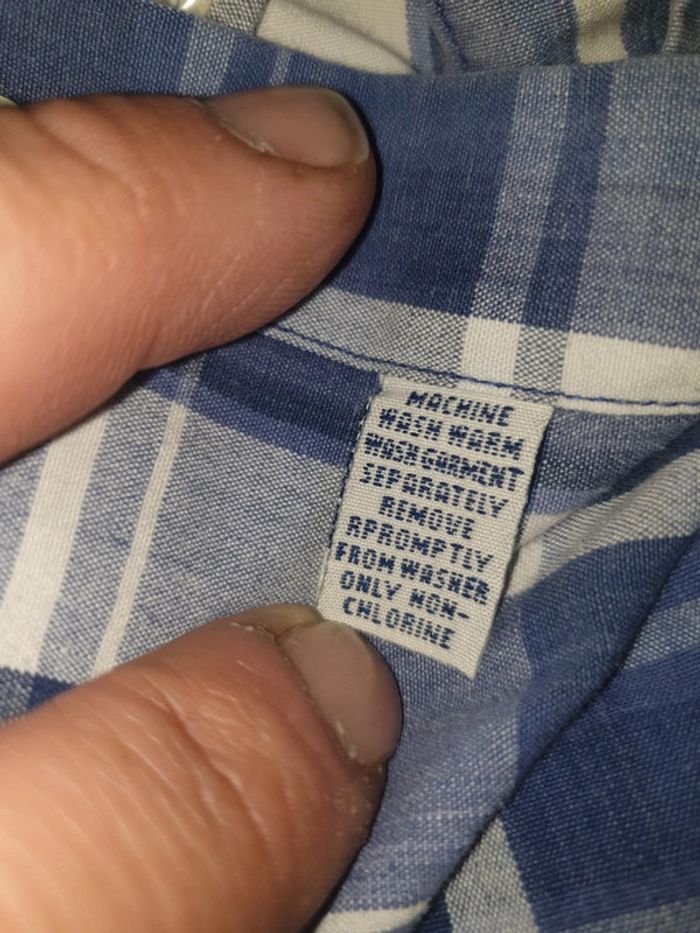 MACHINE
WASH WARM
WASH GARMENT
SEPARATELY
REMOVE
APROMPTLY
FROM WASHER
ONLY NON-
CHLORINE